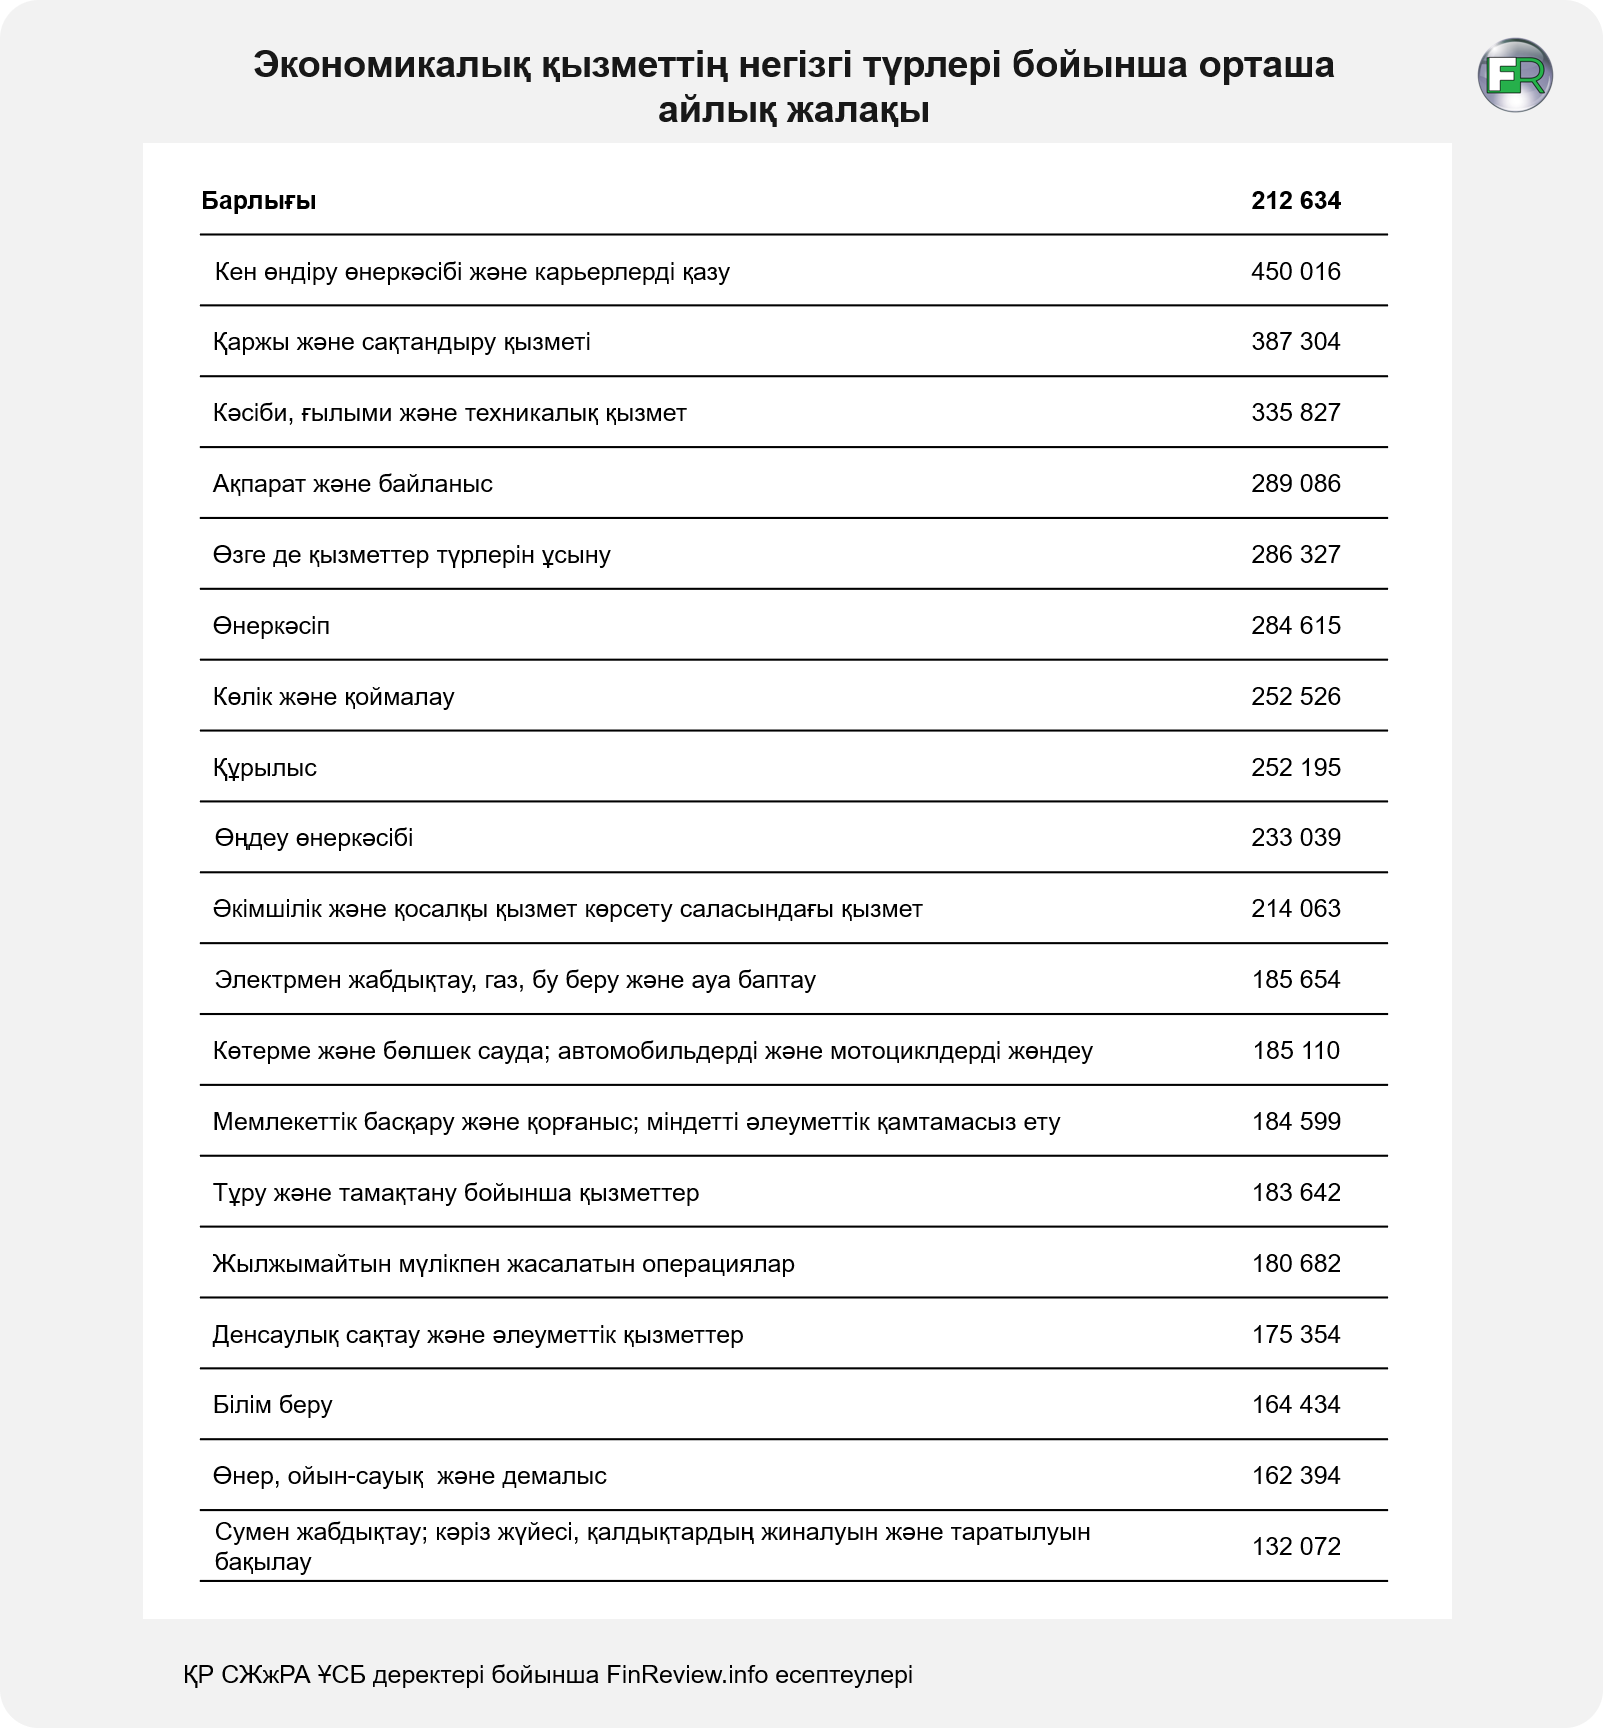 Экономикалық қызметтің негізгі түрлері бойынша орташа
айлық жалақы
FR
Барлығы 212 634
Кен өндіру өнеркәсібі және карьерлерді қазу 450 016
Қаржы және сақтандыру қызметі 387 304
Кәсіби, ғылыми және техникалық қызмет 335 827
Ақпарат және байланыс 289 086
Өзге де қызметтер түрлерін ұсыну 286 327
Өнеркәсіп 284 615
Көлік және қоймалау 252 526
Құрылыс 252 195
Өңдеу өнеркәсібі 233 039
Әкімшілік және қосалқы қызмет көрсету саласындағы қызмет 214 063
Электрмен жабдықтау, газ, бу беру және ауа баптау 185 654
Көтерме және бөлшек сауда; автомобильдерді және мотоциклдерді жөндеу 185 110
Мемлекеттік басқару және қорғаныс; міндетті әлеуметтік қамтамасыз ету 184 599
Тұру және тамақтану бойынша қызметтер 183 642
Жылжымайтын мүлікпен жасалатын операциялар 180 682
Денсаулық сақтау және әлеуметтік қызметтер 175 354
Білім беру 164 434
Өнер, ойын-сауық  және демалыс 162 394
Сумен жабдықтау; кәріз жүйесі, қалдықтардың жиналуын және таратылуын
бақылау 132 072
ҚР СЖжРА ҰСБ деректері бойынша FinReview.info есептеулері